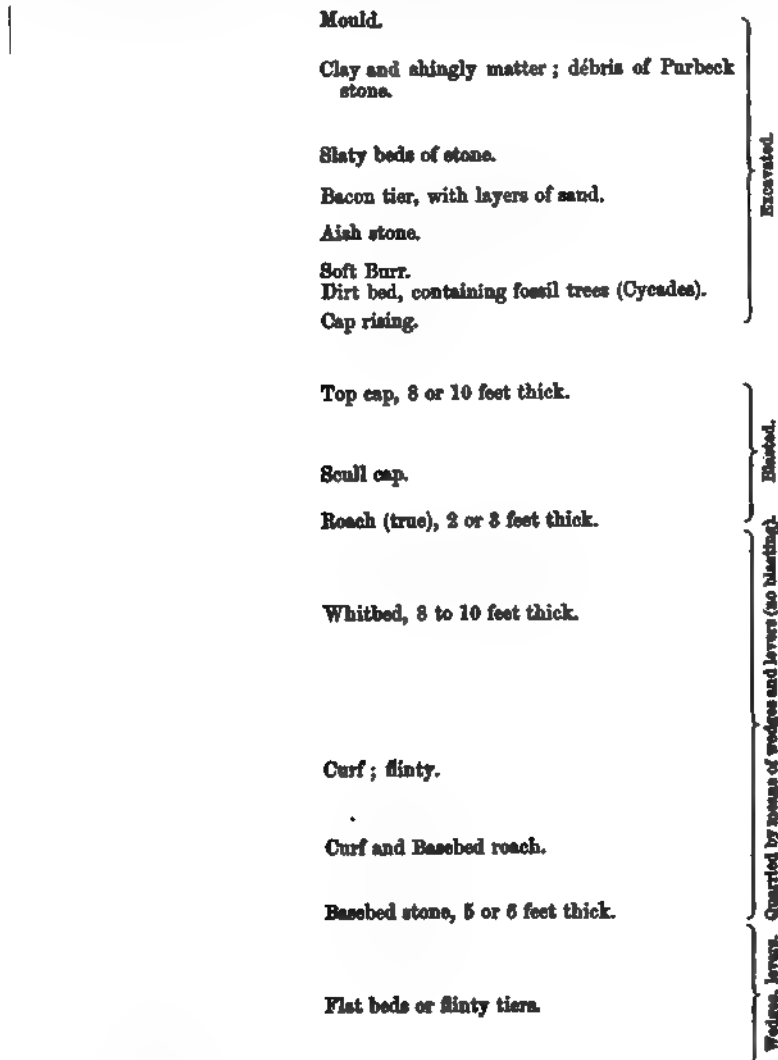 Mould.
Clay and shingly matter; débris of Purbeck
stone.
Slaty beds of stone.
Bacon tier, with layers of sand.
Aish stone.
Soft Burr.
Dirt bed, containing fossil trees (Cycades).
Cap rising.
Excavated.
Top cap, 8 or 10 feet thick.
Scull cap.
Roach (true), 2 or 3 feet thick.
Blasted.
Whitbed, 8 to 10 feet thick.
Curf; flinty.
Curf and Basebed roach.
Basebed stone, 5 or 6 feet thick.
Quarried by means of wedges and levers (no blasting).
Flat beds or flinty tiers.
Wedges, levers.